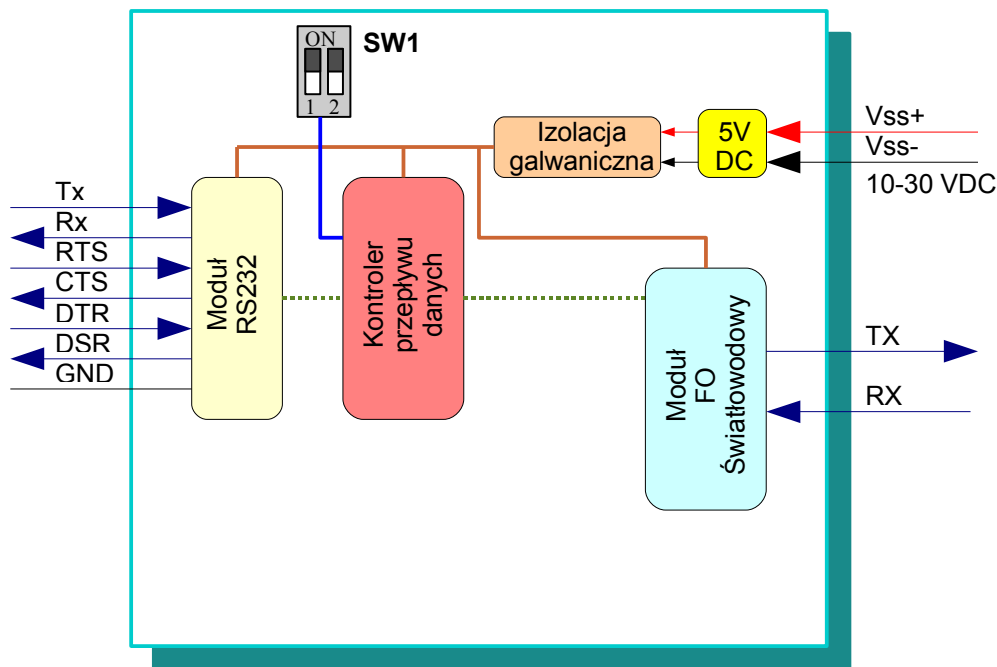 ON
1 2
SW1
Izolacja
galwaniczna
5V
DC
Vss+
Vss-
10-30 VDC
Tx
Rx
RTS
CTS
DTR
DSR
GND
Moduł
RS232
Kontroler
przepływu
danych
Moduł
FO
Światłowodowy
TX
RX